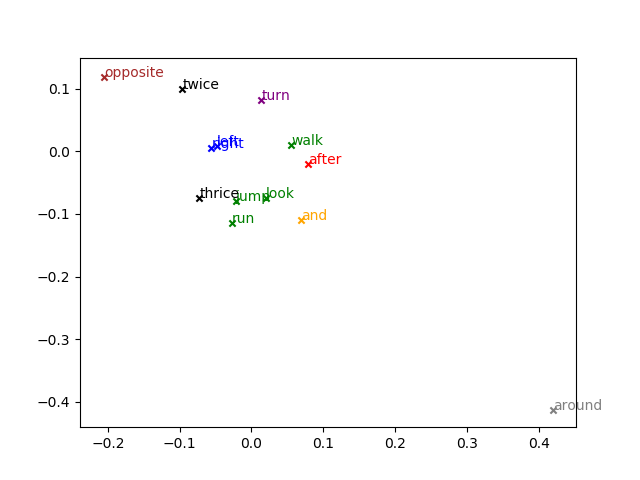 opposite
twice
turn
0.1
left
right
walk
0.0
after
thrice
jump
look
−0.1
run
and
−0.2
−0.3
−0.4
around
−0.2 −0.1 0.0 0.1 0.2 0.3 0.4